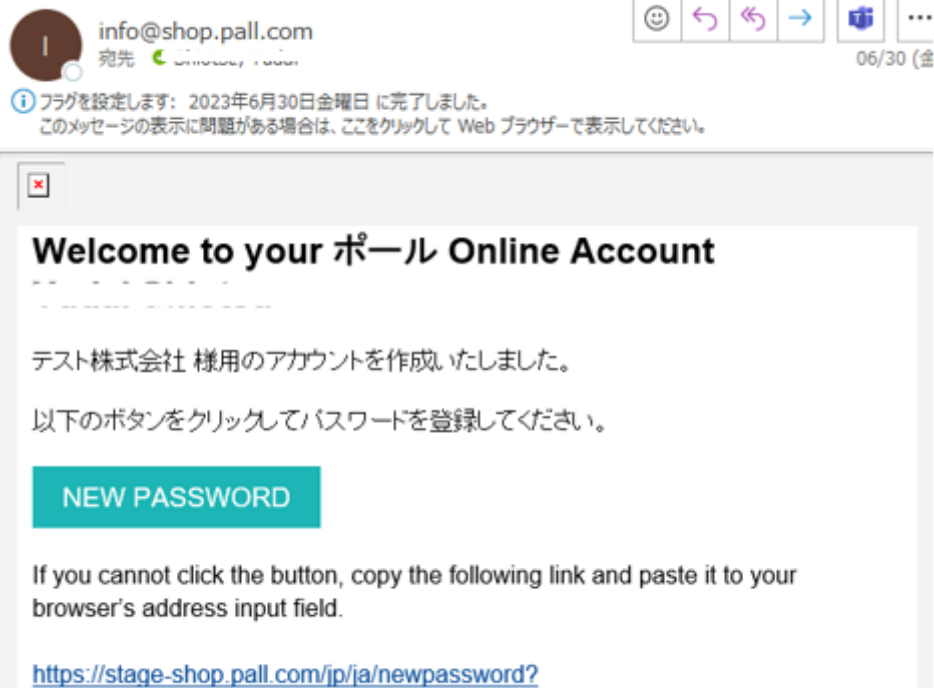 I
info@shop.pall.com
宛先
06/30 (金
フラグを設定します: 2023年6月30日金曜日 に完了しました。
このメッセージの表示に問題がある場合は、ここをクリックして Web ブラウザーで表示してください。
Welcome to your ポール Online Account
テスト株式会社 様用のアカウントを作成いたしました。
以下のボタンをクリックしてパスワードを登録してください。
NEW PASSWORD
If you cannot click the button, copy the following link and paste it to your
browser's address input field.
https://stage-shop.pall.com/jp/ja/newpassword?